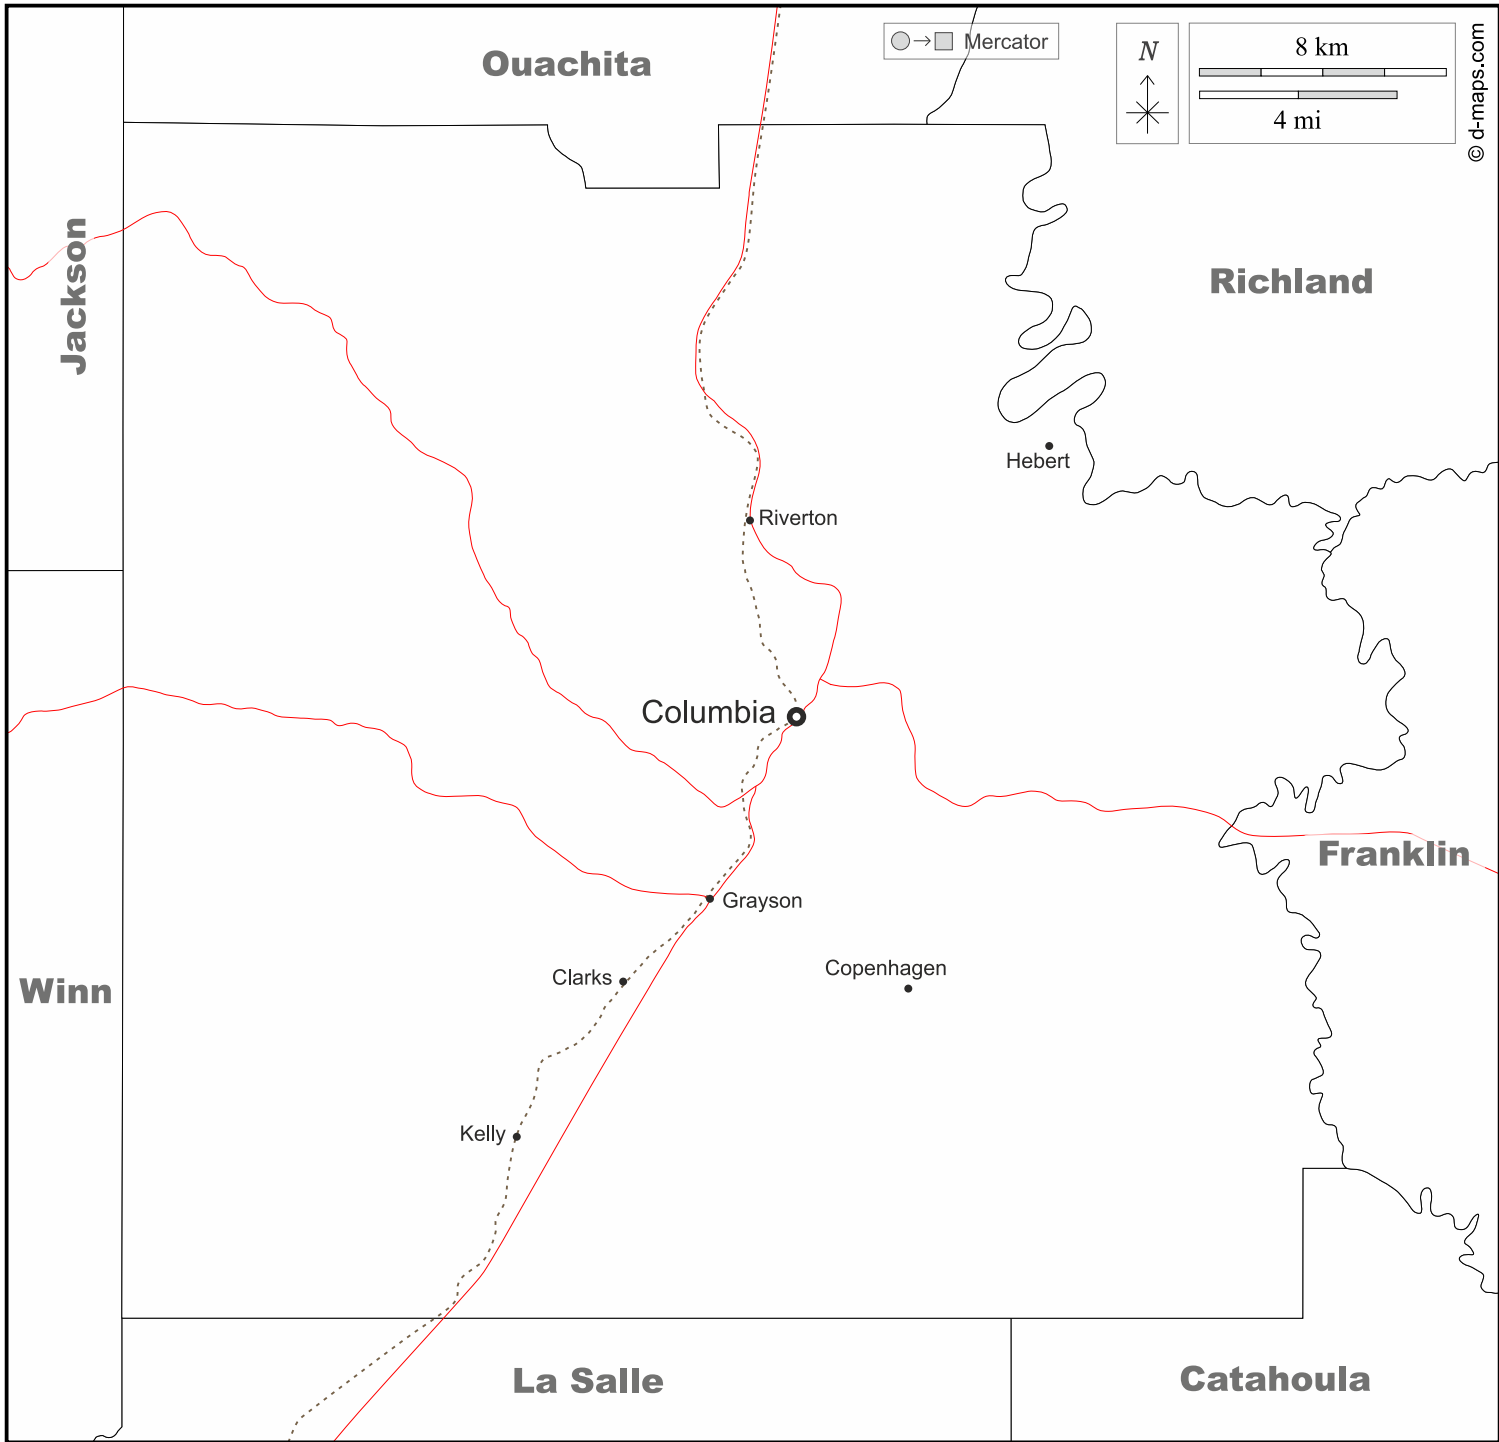 Ouachita
Mercator
N
8 km
4 mi
© d-maps.com
Jackson
Richland
Hebert
Riverton
Columbia
Franklin
Grayson
Clarks
Copenhagen
Winn
Kelly
La Salle
Catahoula